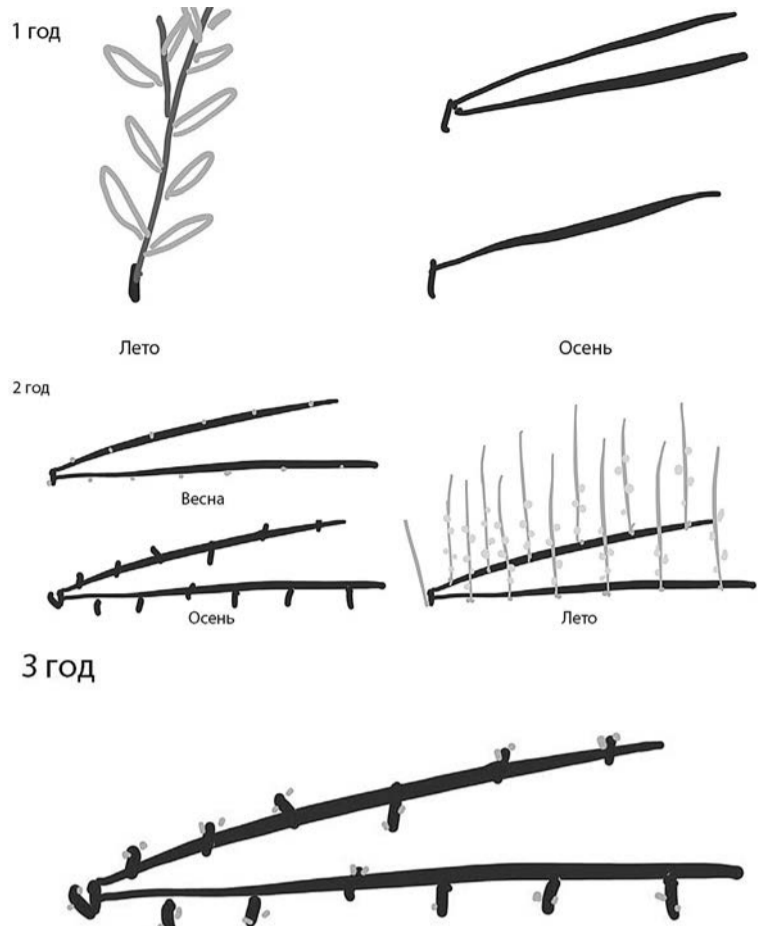 1 год
Лето
Осень
2 год
Весна
Осень
Лето
3 год